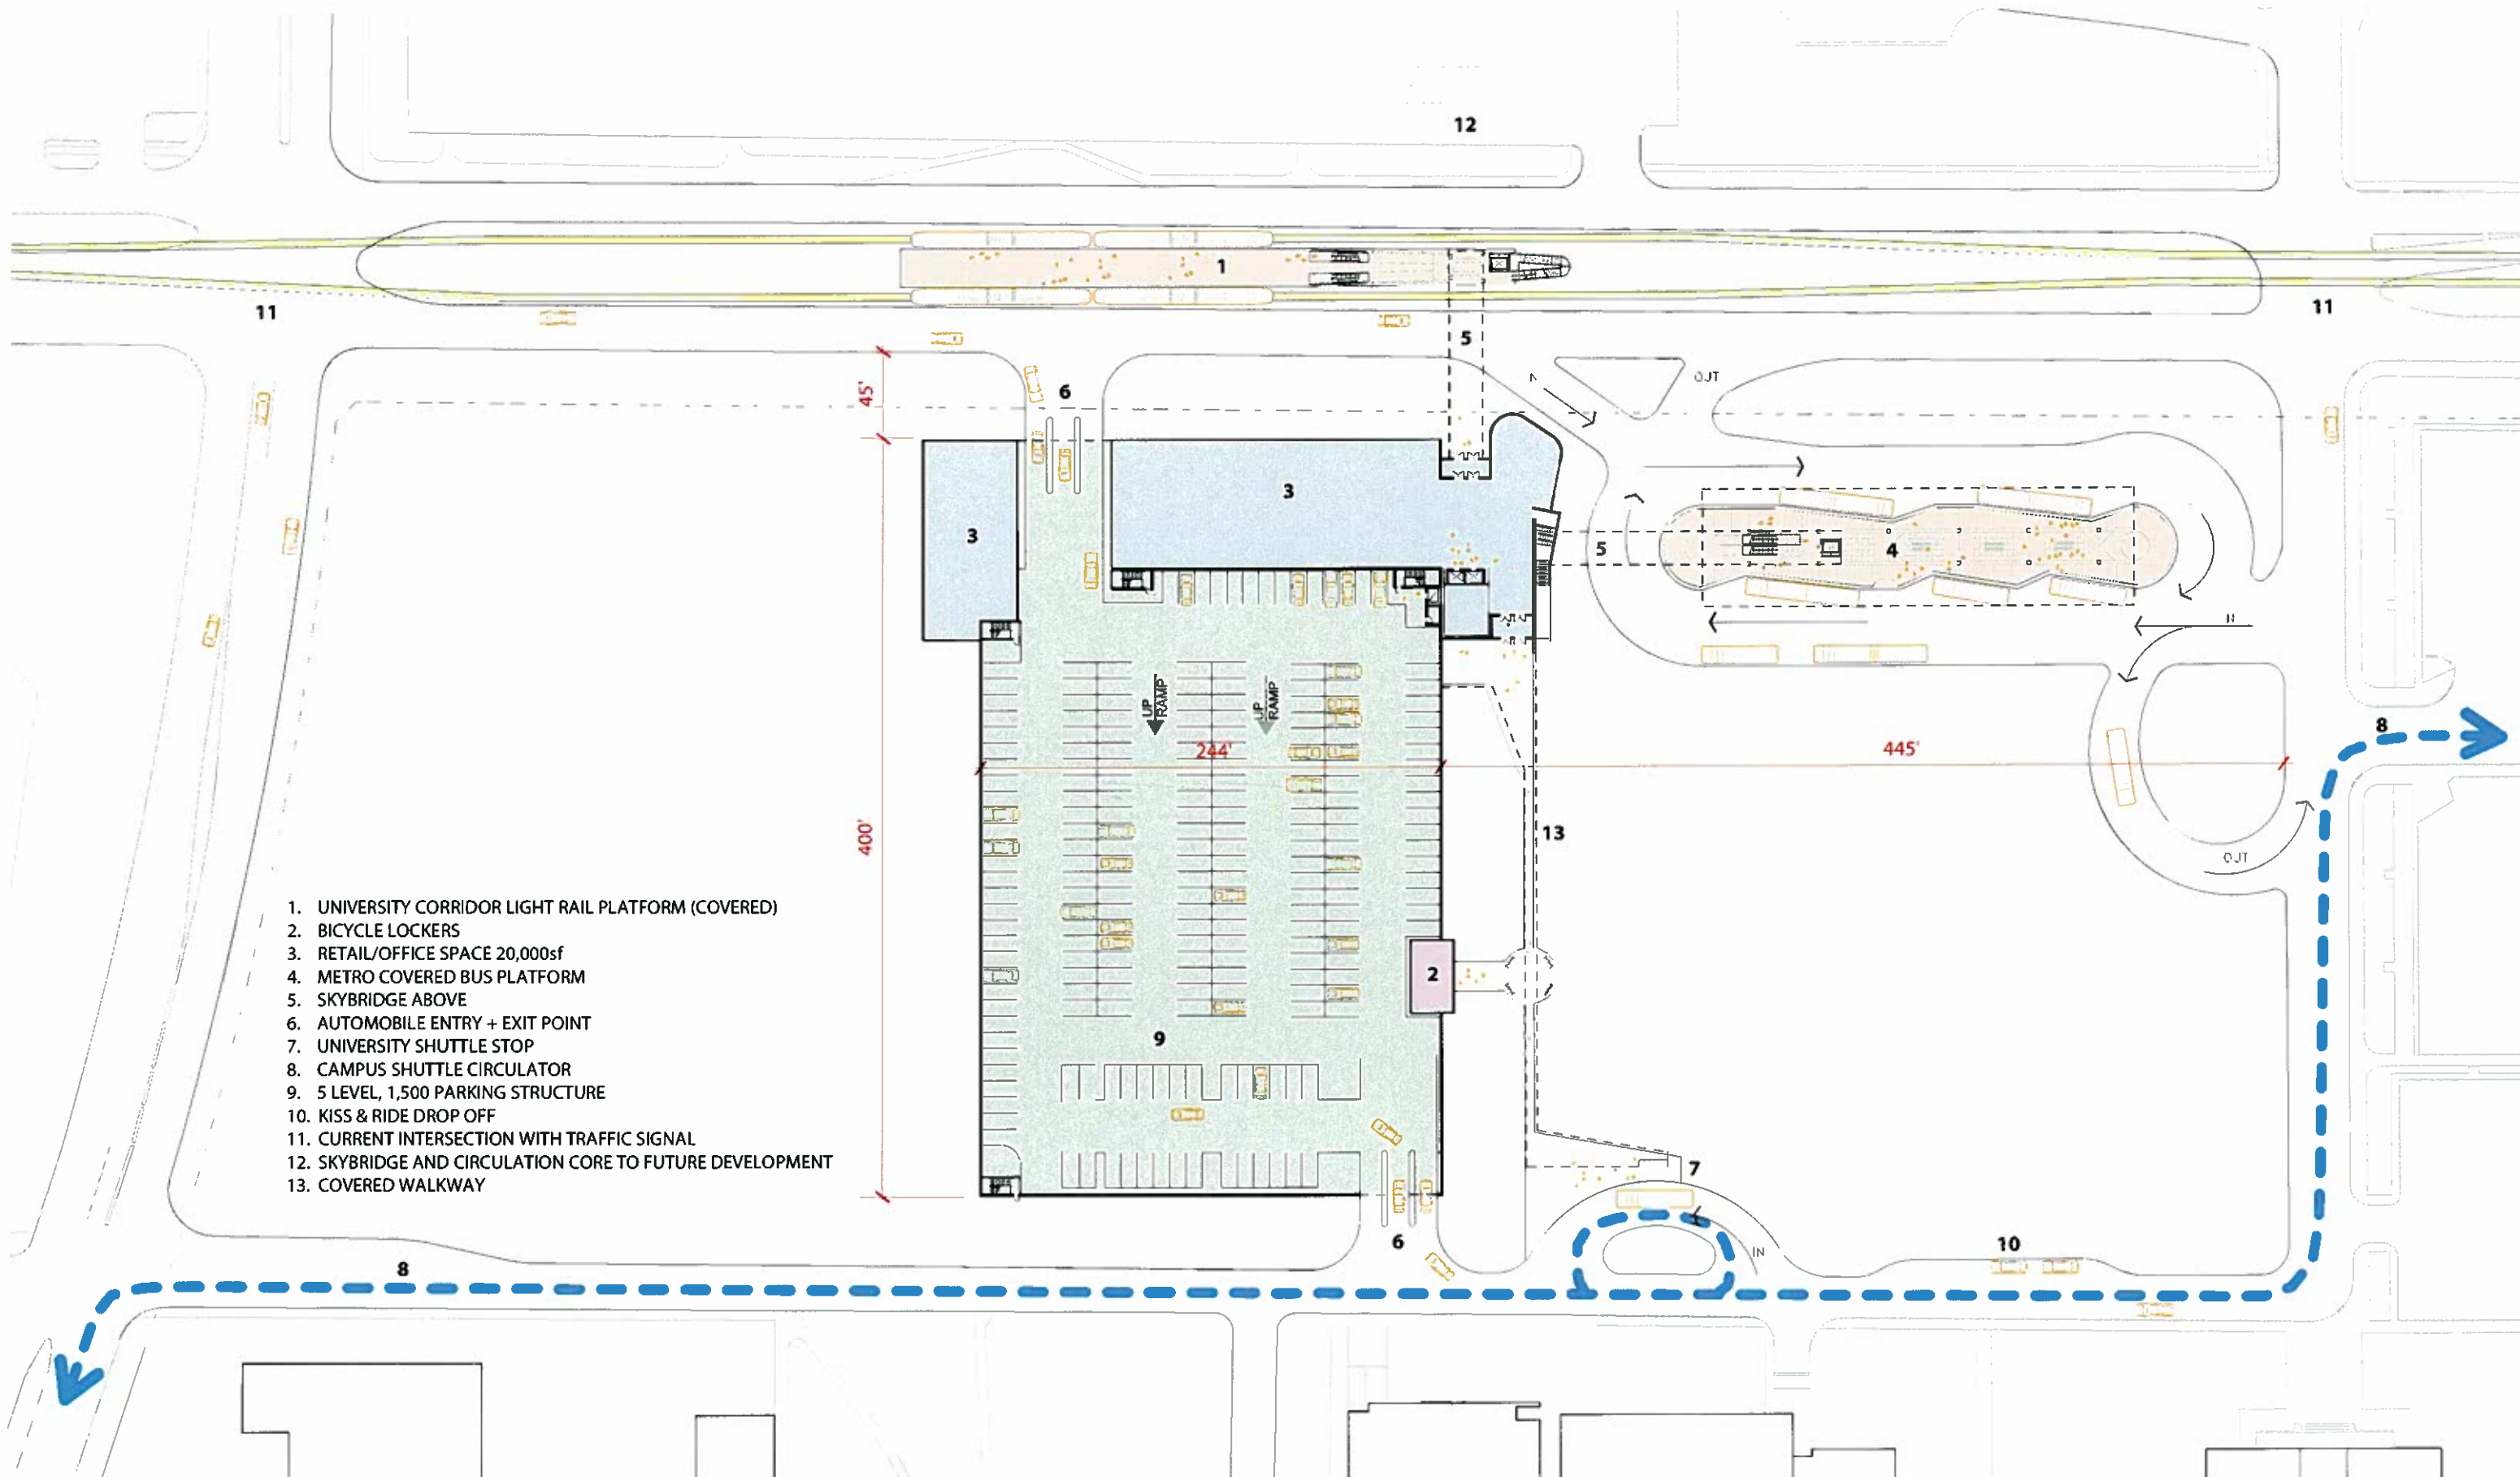 12
1
11
11
5
6
OUT
45'
3
3
5
4
IN
UP
RAMP
UP
RAMP
8
244'
445'
400'
13
OUT
1. UNIVERSITY CORRIDOR LIGHT RAIL PLATFORM (COVERED)
2. BICYCLE LOCKERS
3. RETAIL/OFFICE SPACE 20,000sf
4. METRO COVERED BUS PLATFORM
5. SKYBRIDGE ABOVE
6. AUTOMOBILE ENTRY + EXIT POINT
7. UNIVERSITY SHUTTLE STOP
8. CAMPUS SHUTTLE CIRCULATOR
9. 5 LEVEL, 1,500 PARKING STRUCTURE
10. KISS & RIDE DROP OFF
11. CURRENT INTERSECTION WITH TRAFFIC SIGNAL
12. SKYBRIDGE AND CIRCULATION CORE TO FUTURE DEVELOPMENT
13. COVERED WALKWAY
2
9
7
6
IN
10
8